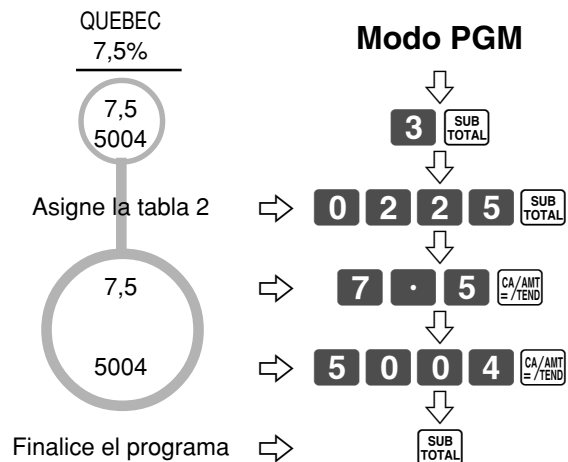 QUEBEC
7,5%
7,5
5004
Modo PGM
3 SUB TOTAL
Asigne la tabla 2
0 2 2 5 SUB TOTAL
7,5
7 · 5 CA/AMT = /TEND
5004
5 0 0 4 CA/AMT = /TEND
Finalice el programa
SUB TOTAL